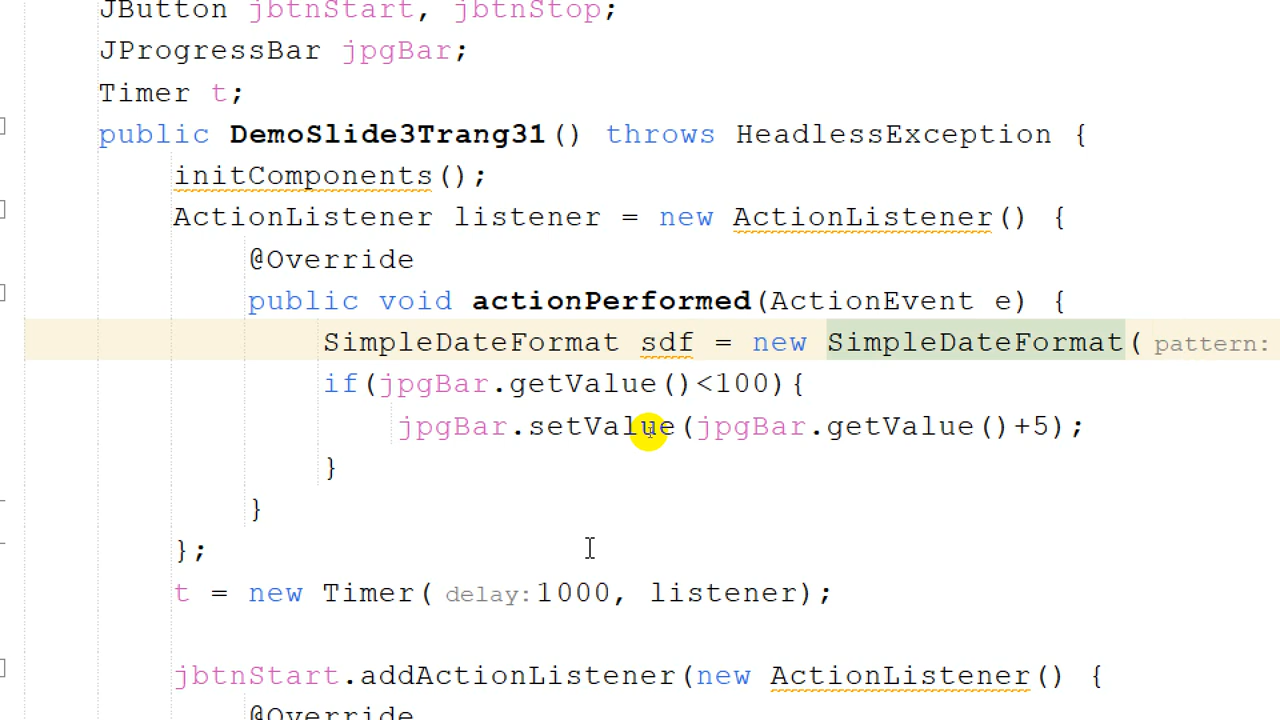 JButton jbtnStart, jbtnStop;
JProgressBar jpgBar;
Timer t;
public DemoSlide3Trang31() throws HeadlessException {
initComponents();
ActionListener listener = new ActionListener() {
@Override
public void actionPerformed(ActionEvent e) {
SimpleDateFormat sdf = new SimpleDateFormat( pattern:
if(jpgBar.getValue()<100){
jpgBar.setValue(jpgBar.getValue()+5);
}
}
};
t = new Timer( delay: 1000, listener);
jbtnStart.addActionListener(new ActionListener() {
@Override